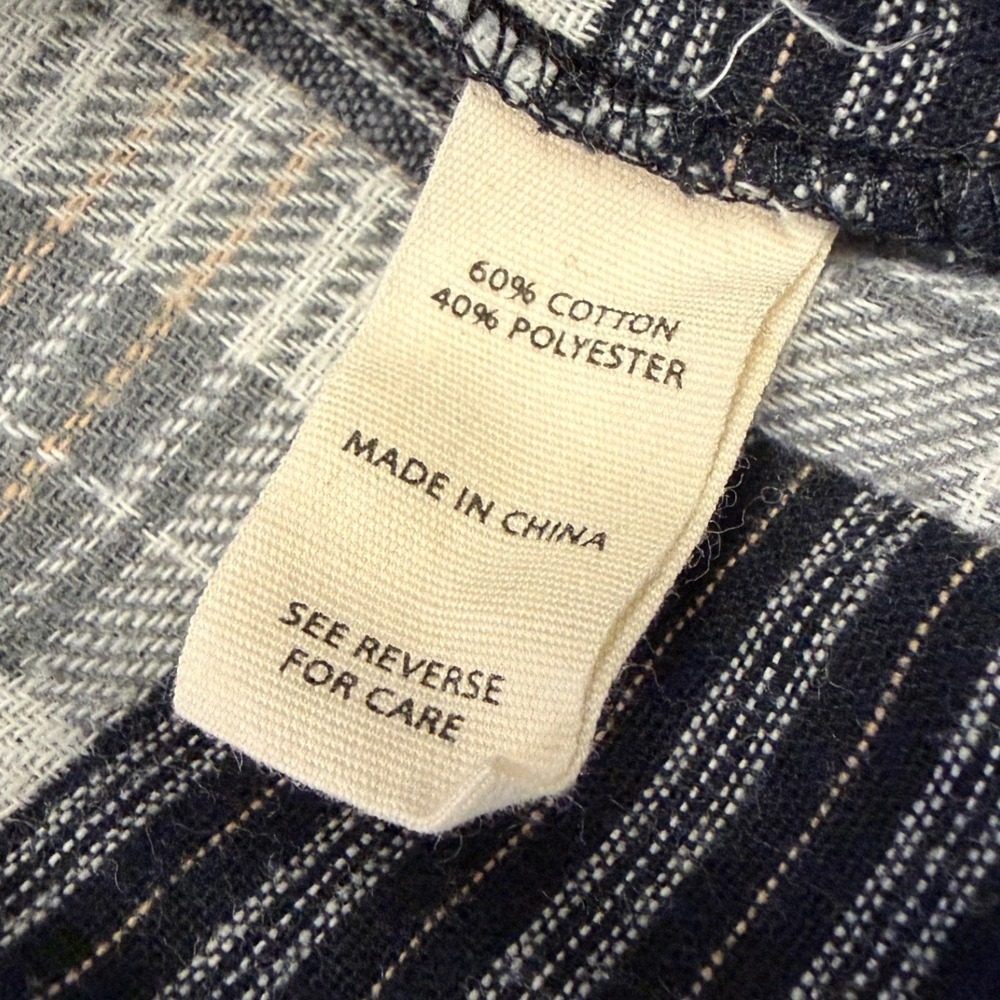 60% COTTON
40% POLYESTER
MADE IN CHINA
SEE REVERSE
FOR CARE